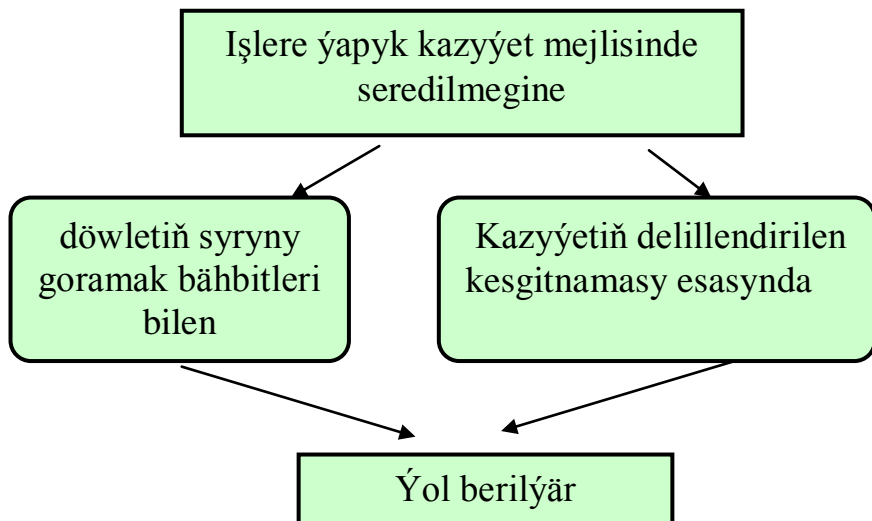 Işlere ýapyk kazyýet mejlisinde
seredilmegine
döwletiň syryny
goramak bähbitleri
bilen
Kazyýetiň delillendirilen
kesgitnamasy esasynda
Ýol berilýär